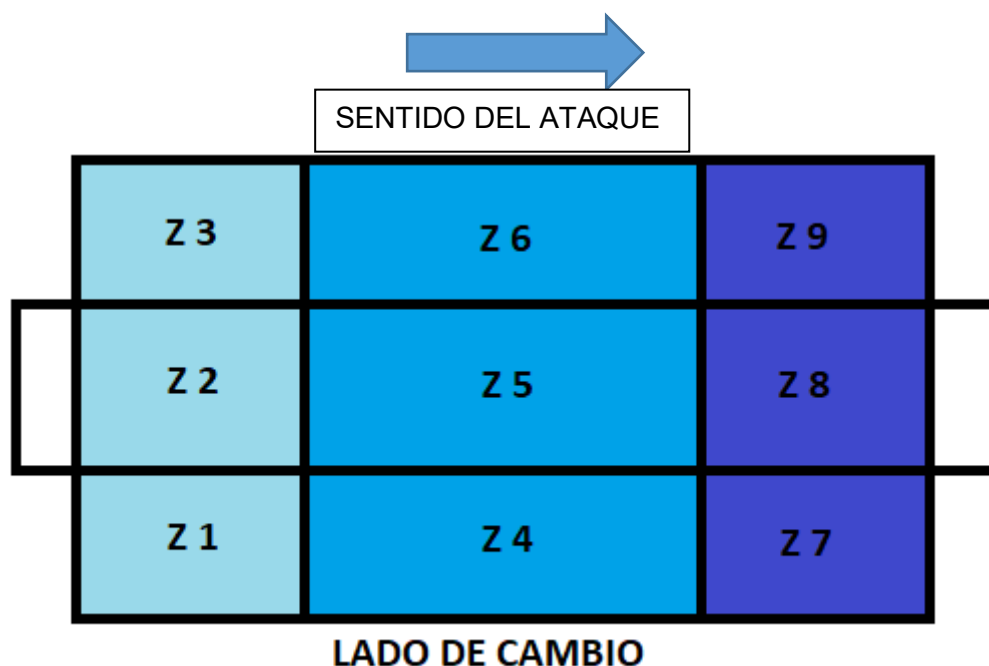 SENTIDO DEL ATAQUE
Z 3 Z 6 Z 9
Z 2 Z 5 Z 8
Z 1 Z 4 Z 7
LADO DE CAMBIO